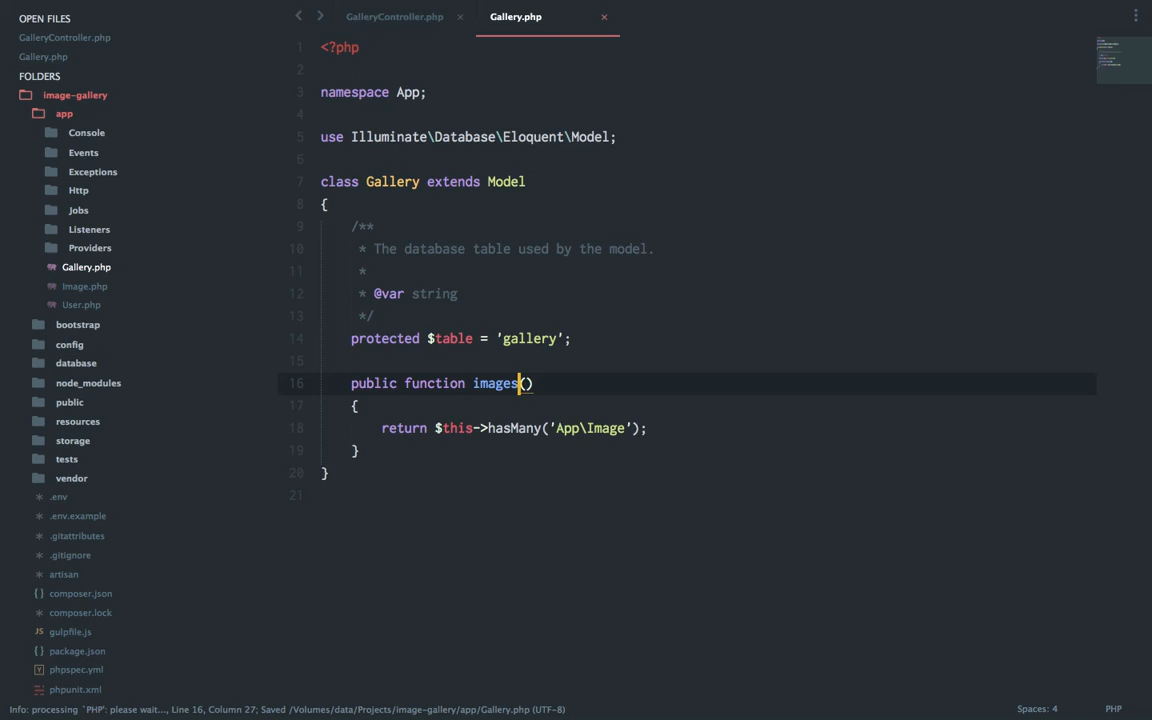 OPEN FILES
GalleryController.php
Gallery.php
FOLDERS
image-gallery
app
Console
Events
Exceptions
Http
Jobs
Listeners
Providers
Gallery.php
Image.php
User.php
bootstrap
config
database
node_modules
public
resources
storage
tests
vendor
.env
.env.example
.gitattributes
.gitignore
artisan
composer.json
composer.lock
gulpfile.js
package.json
phpspec.yml
phpunit.xml
GalleryController.php × Gallery.php ×
1 <?php
2
3 namespace App;
4
5 use Illuminate\Database\Eloquent\Model;
6
7 class Gallery extends Model
8 {
9 /**
10 * The database table used by the model.
11 *
12 * @var string
13 */
14 protected $table = 'gallery';
15
16 public function images()
17 {
18 return $this->hasMany('App\Image');
19 }
20 }
21
Info: processing `PHP`: please wait..., Line 16, Column 27; Saved /Volumes/data/Projects/image-gallery/app/Gallery.php (UTF-8) Spaces: 4 PHP